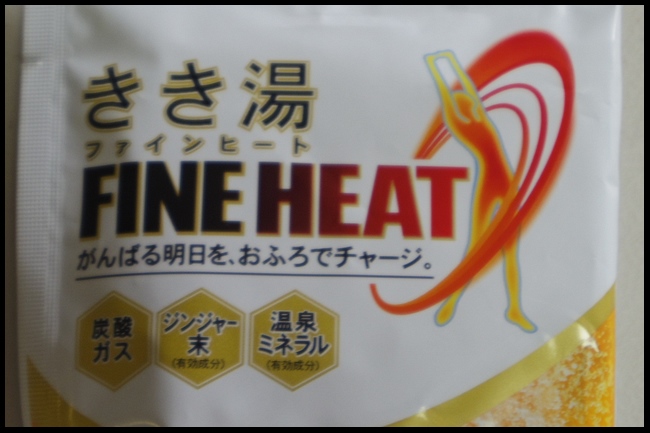 きき湯
ファインヒート
FINE HEAT
がんばる明日を、おふろでチャージ。
炭酸
ガス
ジンジャー
末
(有効成分)
温泉
ミネラル
(有効成分)